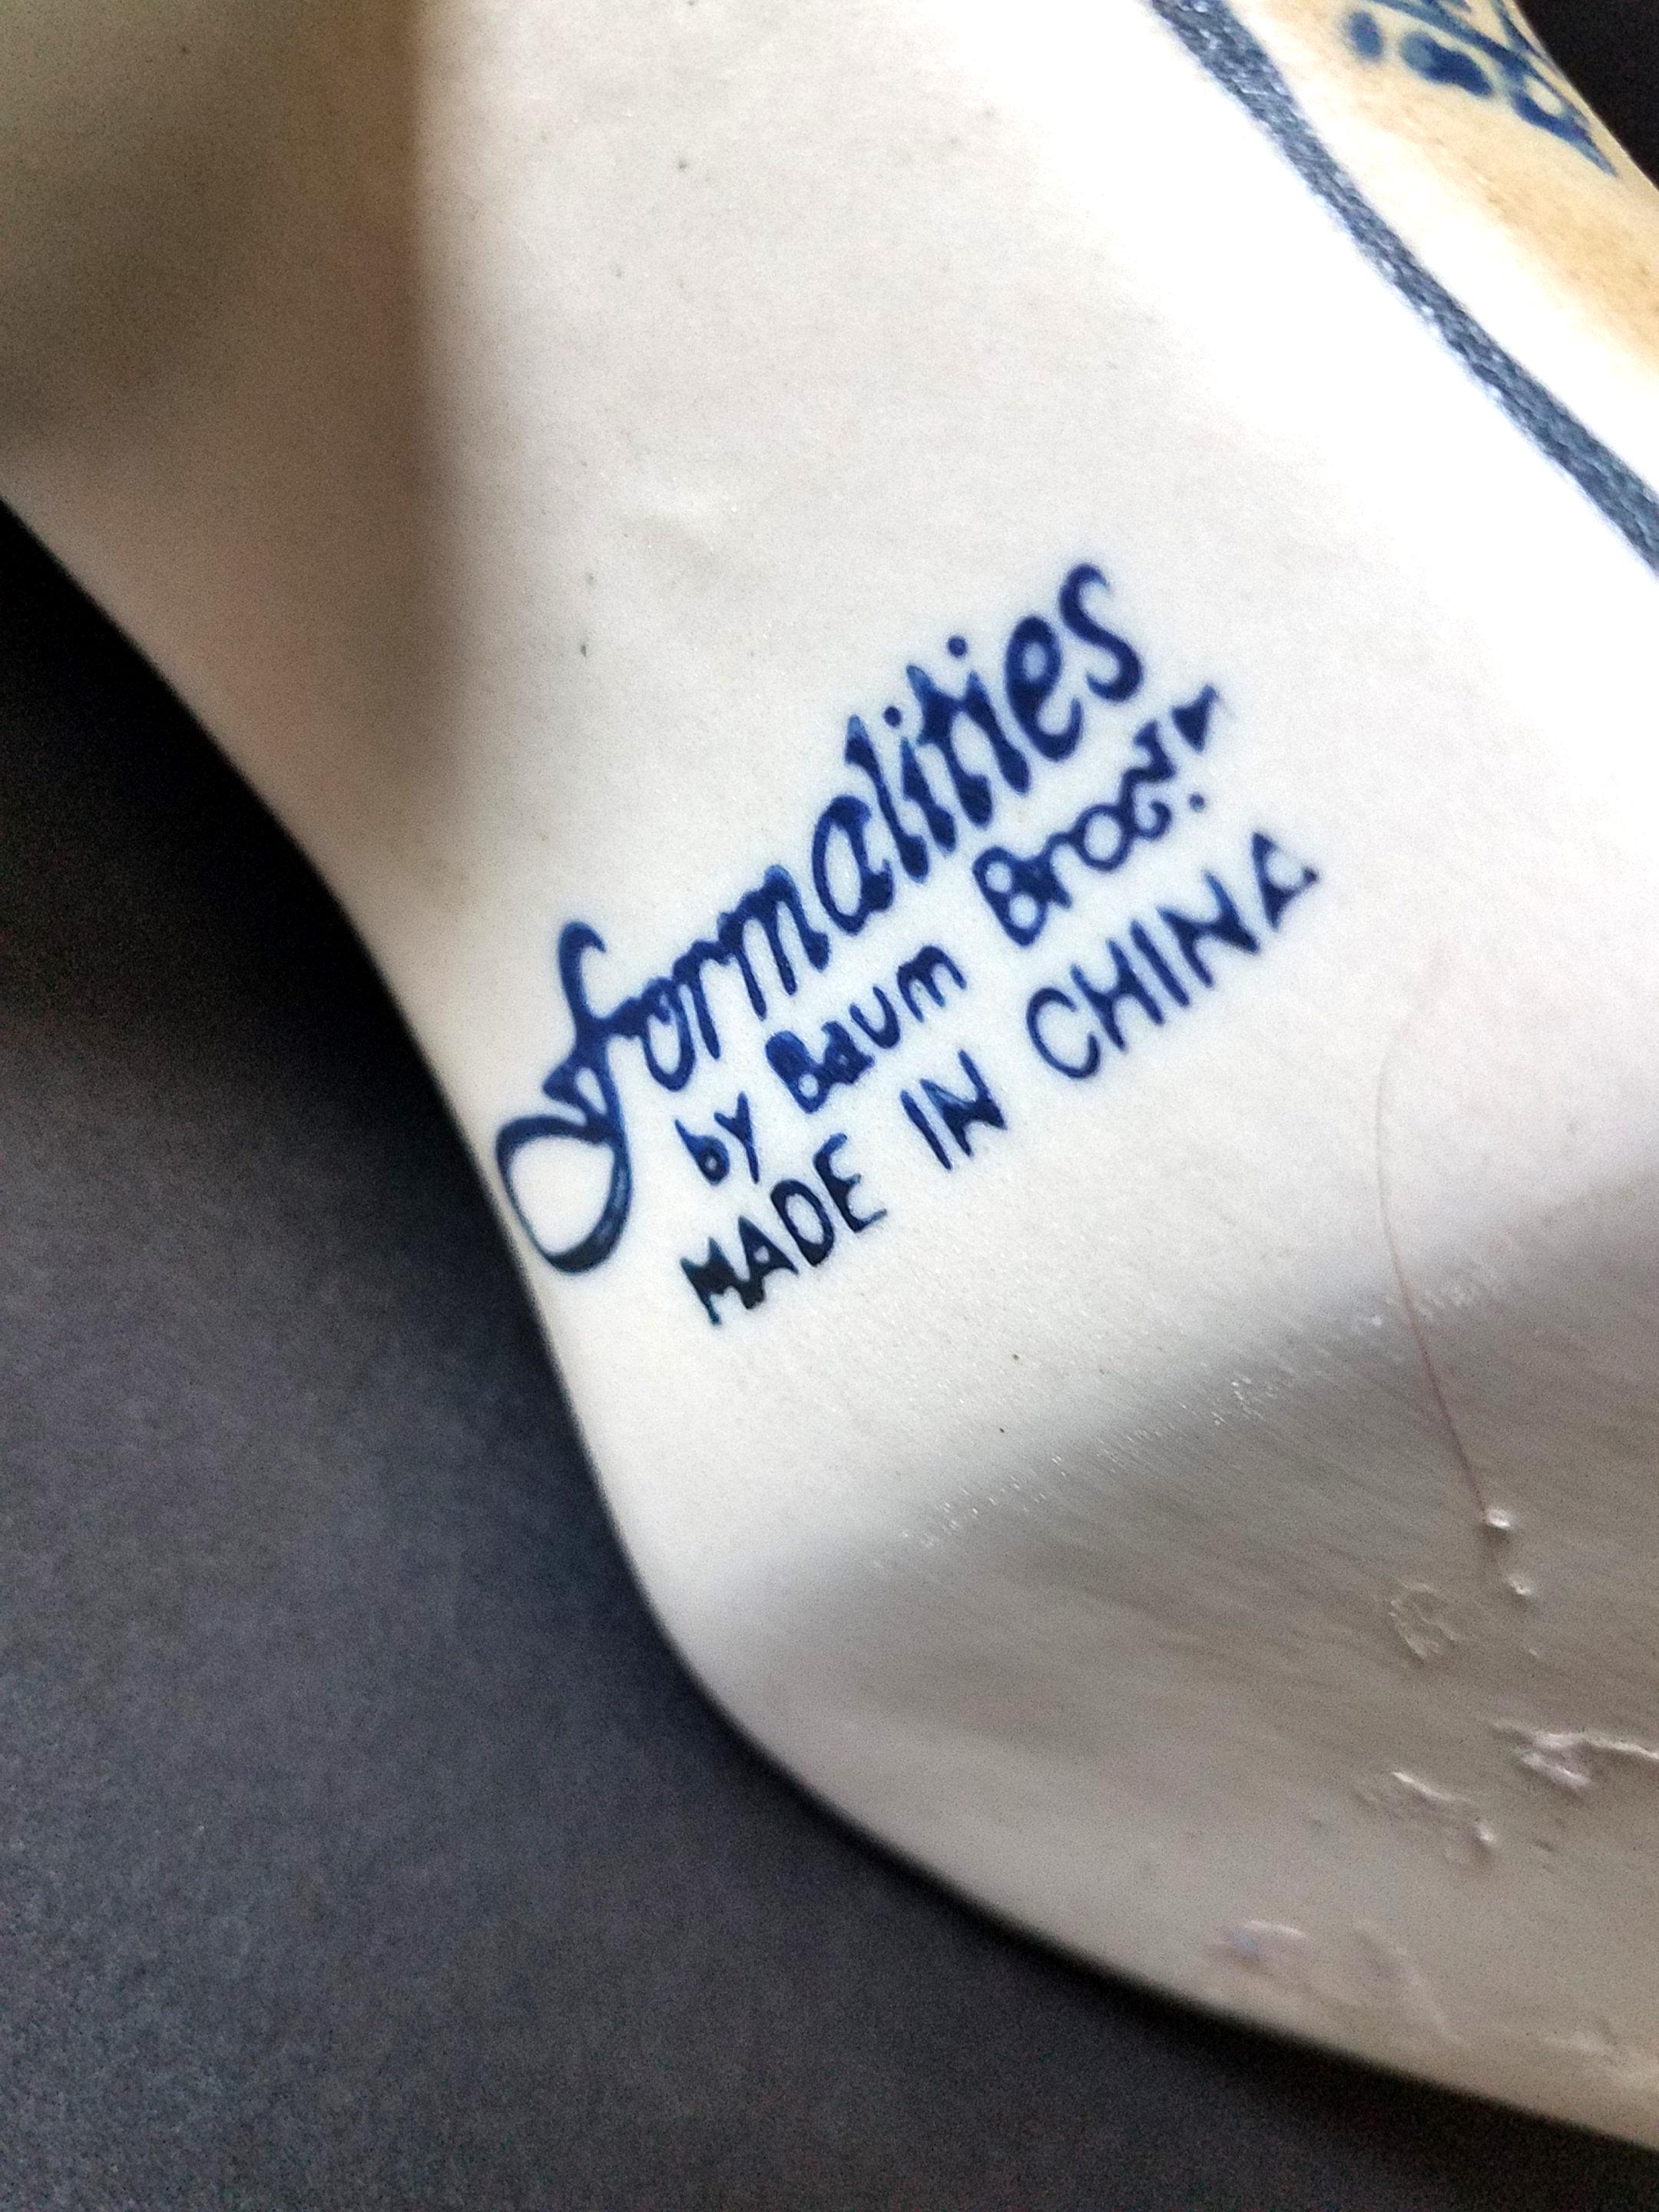 formalities
by Baum Bros.
MADE IN CHINA